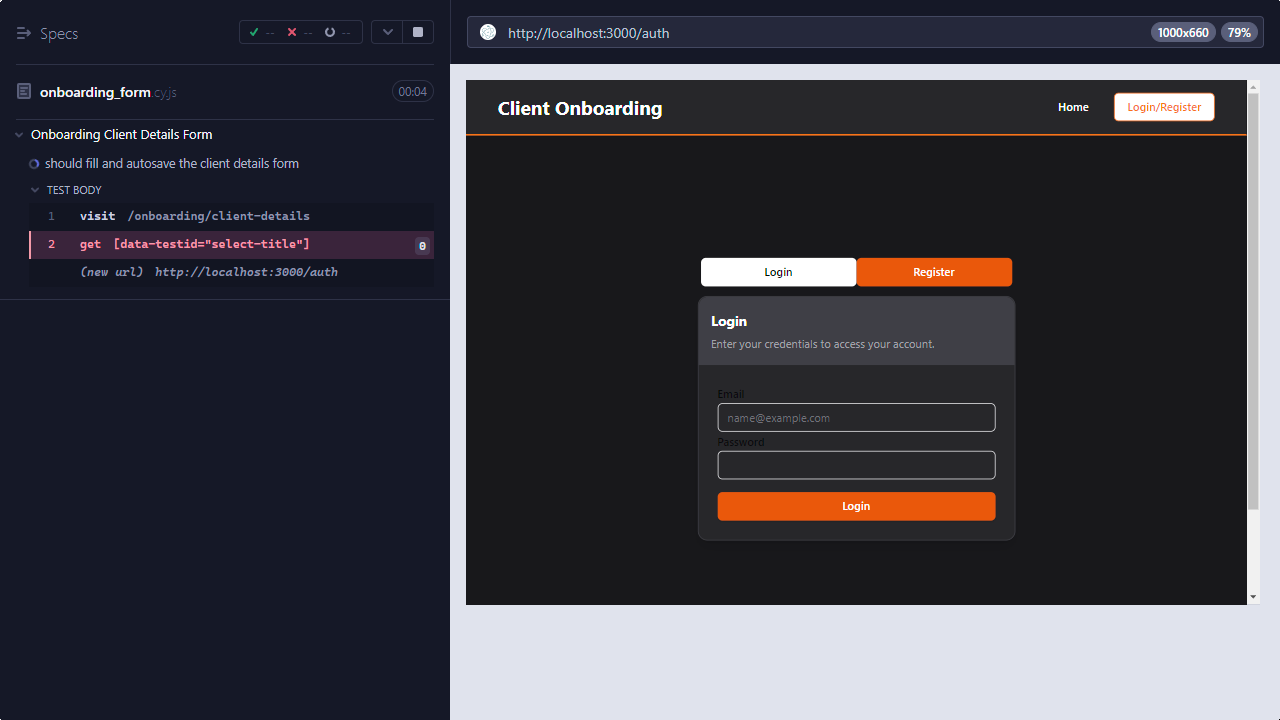 Specs
-- -- --
onboarding_form.cy.js 00:04
Onboarding Client Details Form
should fill and autosave the client details form
TEST BODY
1 visit /onboarding/client-details
2 get [data-testid="select-title"] 0
(new url) http://localhost:3000/auth
http://localhost:3000/auth 1000x660 79%
Client Onboarding Home Login/Register
Login Register
Login
Enter your credentials to access your account.
Email
name@example.com
Password
Login